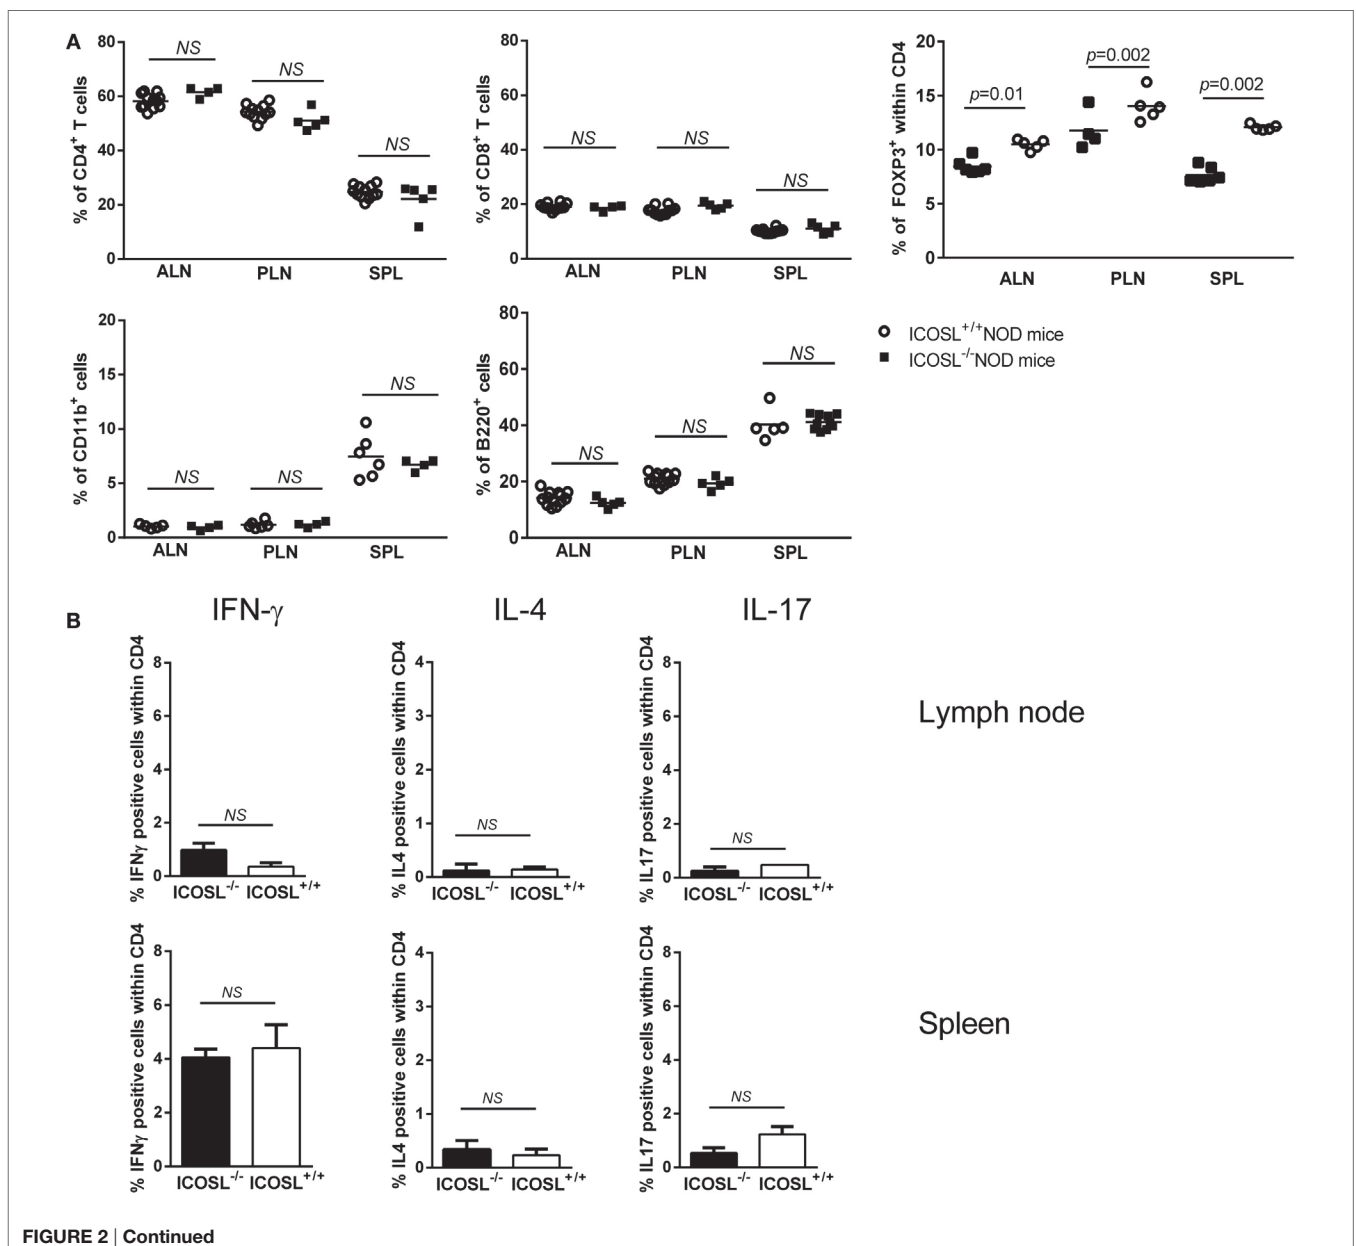 A
% of CD4+ T cells
80
60
40
20
0
NS
NS
NS
ALN
PLN
SPL
% of CD8+ T cells
80
60
40
20
0
NS
NS
NS
ALN
PLN
SPL
% of FOXP3+ within CD4
20
15
10
5
0
p=0.01
p=0.002
p=0.002
ALN
PLN
SPL
% of CD11b+ cells
20
15
10
5
0
NS
NS
NS
ALN
PLN
SPL
% of B220+ cells
80
60
40
20
0
NS
NS
NS
ALN
PLN
SPL
ICOSL+/+NOD mice
ICOSL-/-NOD mice
B
IFN-γ
IL-4
IL-17
% IFNγ positive cells within CD4
8
6
4
2
0
NS
ICOSL-/-
ICOSL+/+
% IL4 positive cells within CD4
4
3
2
1
0
NS
ICOSL-/-
ICOSL+/+
% IL17 positive cells within CD4
8
6
4
2
0
NS
ICOSL-/-
ICOSL+/+
Lymph node
% IFNγ positive cells within CD4
8
6
4
2
0
NS
ICOSL-/-
ICOSL+/+
% IL4 positive cells within CD4
4
3
2
1
0
NS
ICOSL-/-
ICOSL+/+
% IL17 positive cells within CD4
8
6
4
2
0
NS
ICOSL-/-
ICOSL+/+
Spleen
FIGURE 2 | Continued